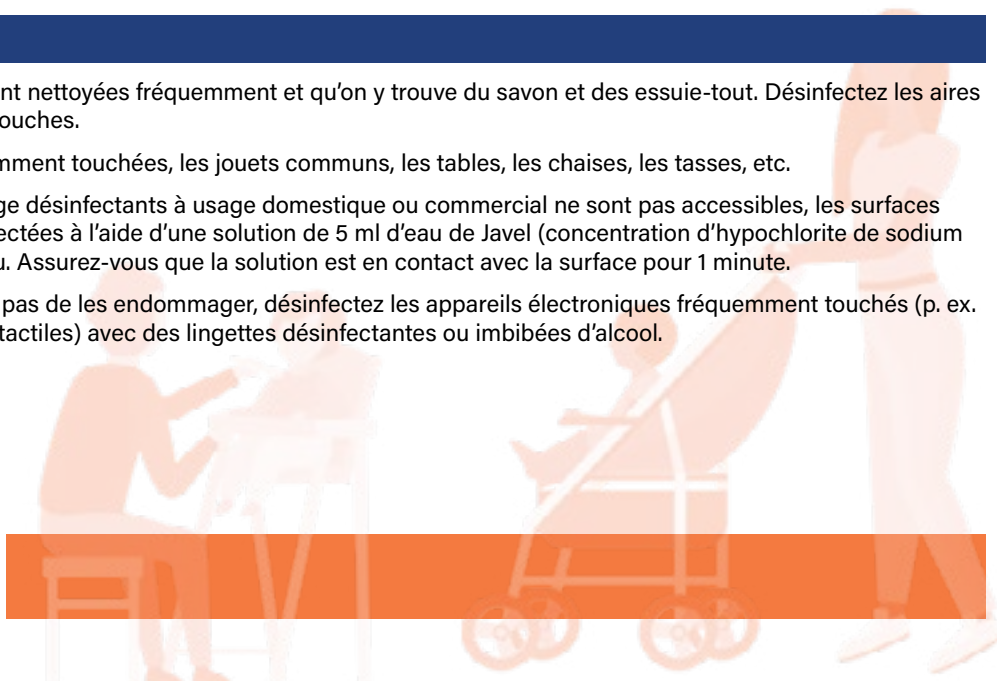 nt nettoyées fréquemment et qu'on y trouve du savon et des essuie-tout. Désinfectez les aires
ouches.
mment touchées, les jouets communs, les tables, les chaises, les tasses, etc.
ge désinfectants à usage domestique ou commercial ne sont pas accessibles, les surfaces
ectées à l'aide d'une solution de 5 ml d'eau de Javel (concentration d'hypochlorite de sodium
u. Assurez-vous que la solution est en contact avec la surface pour 1 minute.
pas de les endommager, désinfectez les appareils électroniques fréquemment touchés (p. ex.
tactiles) avec des lingettes désinfectantes ou imbibées d'alcool.